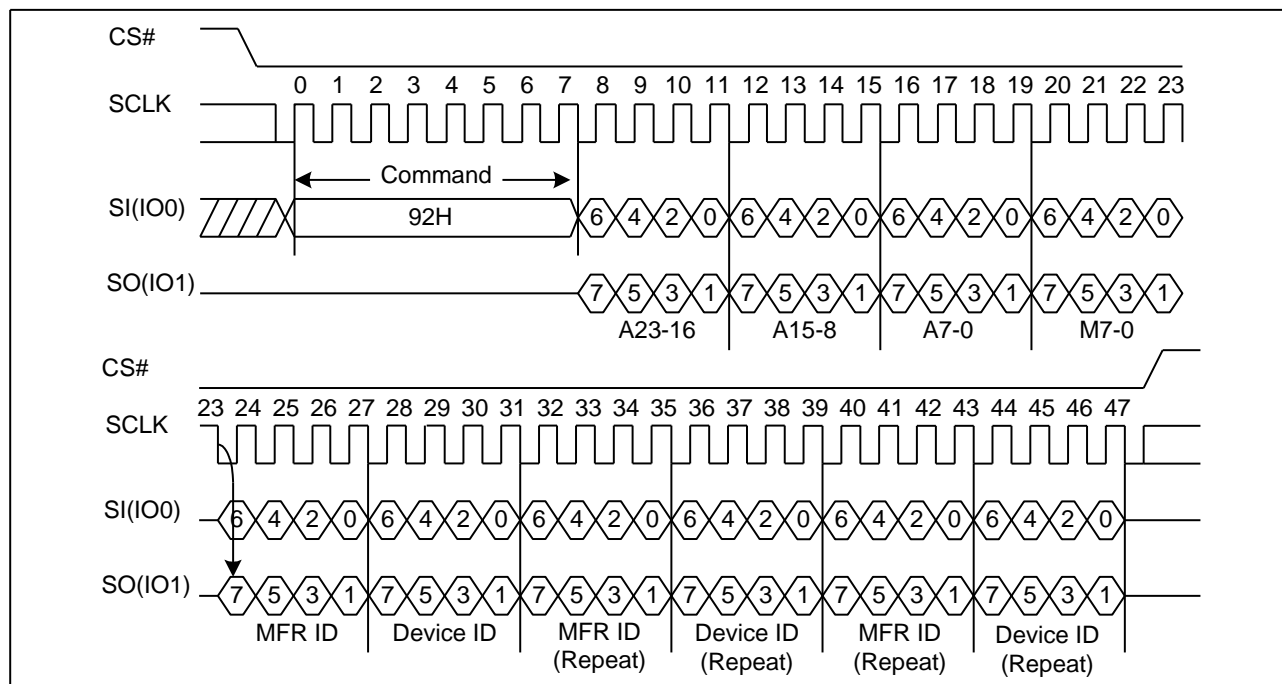 CS#
0 1 2 3 4 5 6 7 8 9 10 11 12 13 14 15 16 17 18 19 20 21 22 23
SCLK
Command
SI(IO0) 92H 6 4 2 0 6 4 2 0 6 4 2 0 6 4 2 0
SO(IO1) 7 5 3 1 7 5 3 1 7 5 3 1 7 5 3 1
A23-16 A15-8 A7-0 M7-0
CS#
23 24 25 26 27 28 29 30 31 32 33 34 35 36 37 38 39 40 41 42 43 44 45 46 47
SCLK
SI(IO0) 6 4 2 0 6 4 2 0 6 4 2 0 6 4 2 0 6 4 2 0 6 4 2 0
SO(IO1) 7 5 3 1 7 5 3 1 7 5 3 1 7 5 3 1 7 5 3 1 7 5 3 1
MFR ID Device ID MFR ID Device ID MFR ID Device ID
(Repeat) (Repeat) (Repeat) (Repeat)